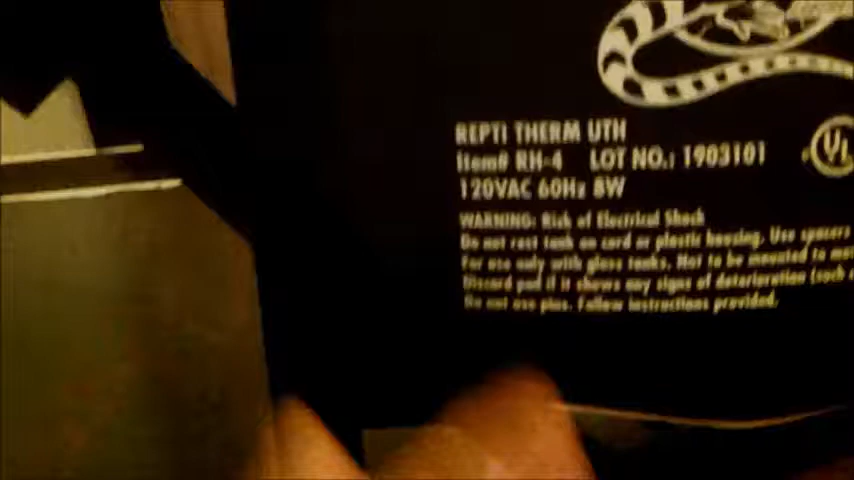 REPTI THERM UTH
Item# RH-4 LOT NO.: 1903101
120VAC 60Hz 8W
UL
WARNING: Risk of Electrical Shock
Do not rest tank on cord or plastic housing. Use spacers
For use only with glass tanks. Not to be mounted to
Discard pad if it shows any signs of deterioration (such
Do not use pins. Follow instructions provided.